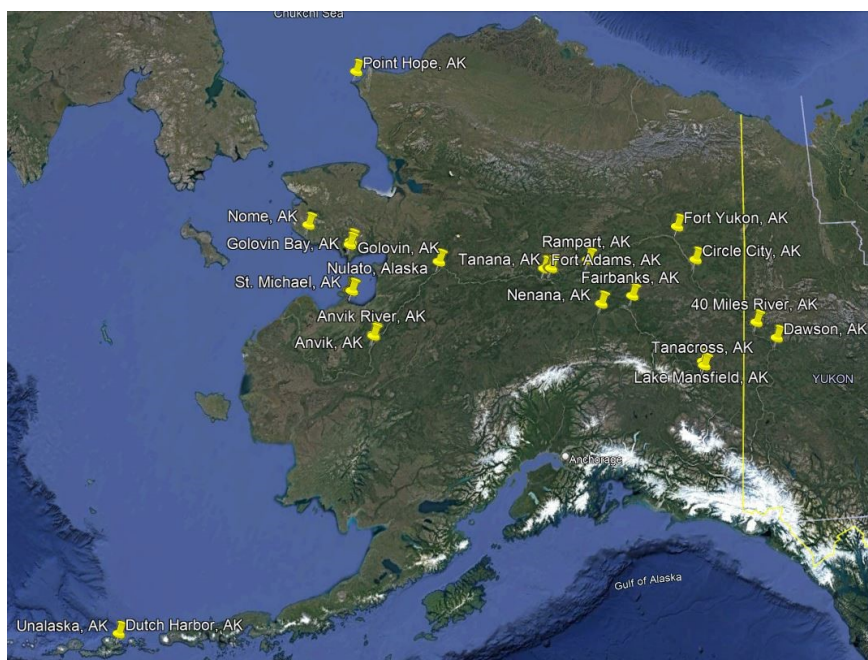 Chukchi Sea
Point Hope, AK
Nome, AK
Fort Yukon, AK
Golovin Bay, AK
Golovin, AK
Rampart, AK
Circle City, AK
Nulato, Alaska
Tanana, AK
Fort Adams, AK
St. Michael, AK
Fairbanks, AK
Nenana, AK
Anvik River, AK
40 Miles River, AK
Anvik, AK
Dawson, AK
Tanacross, AK
Lake Mansfield, AK
YUKON
Anchorage
Gulf of Alaska
Unalaska, AK
Dutch Harbor, AK